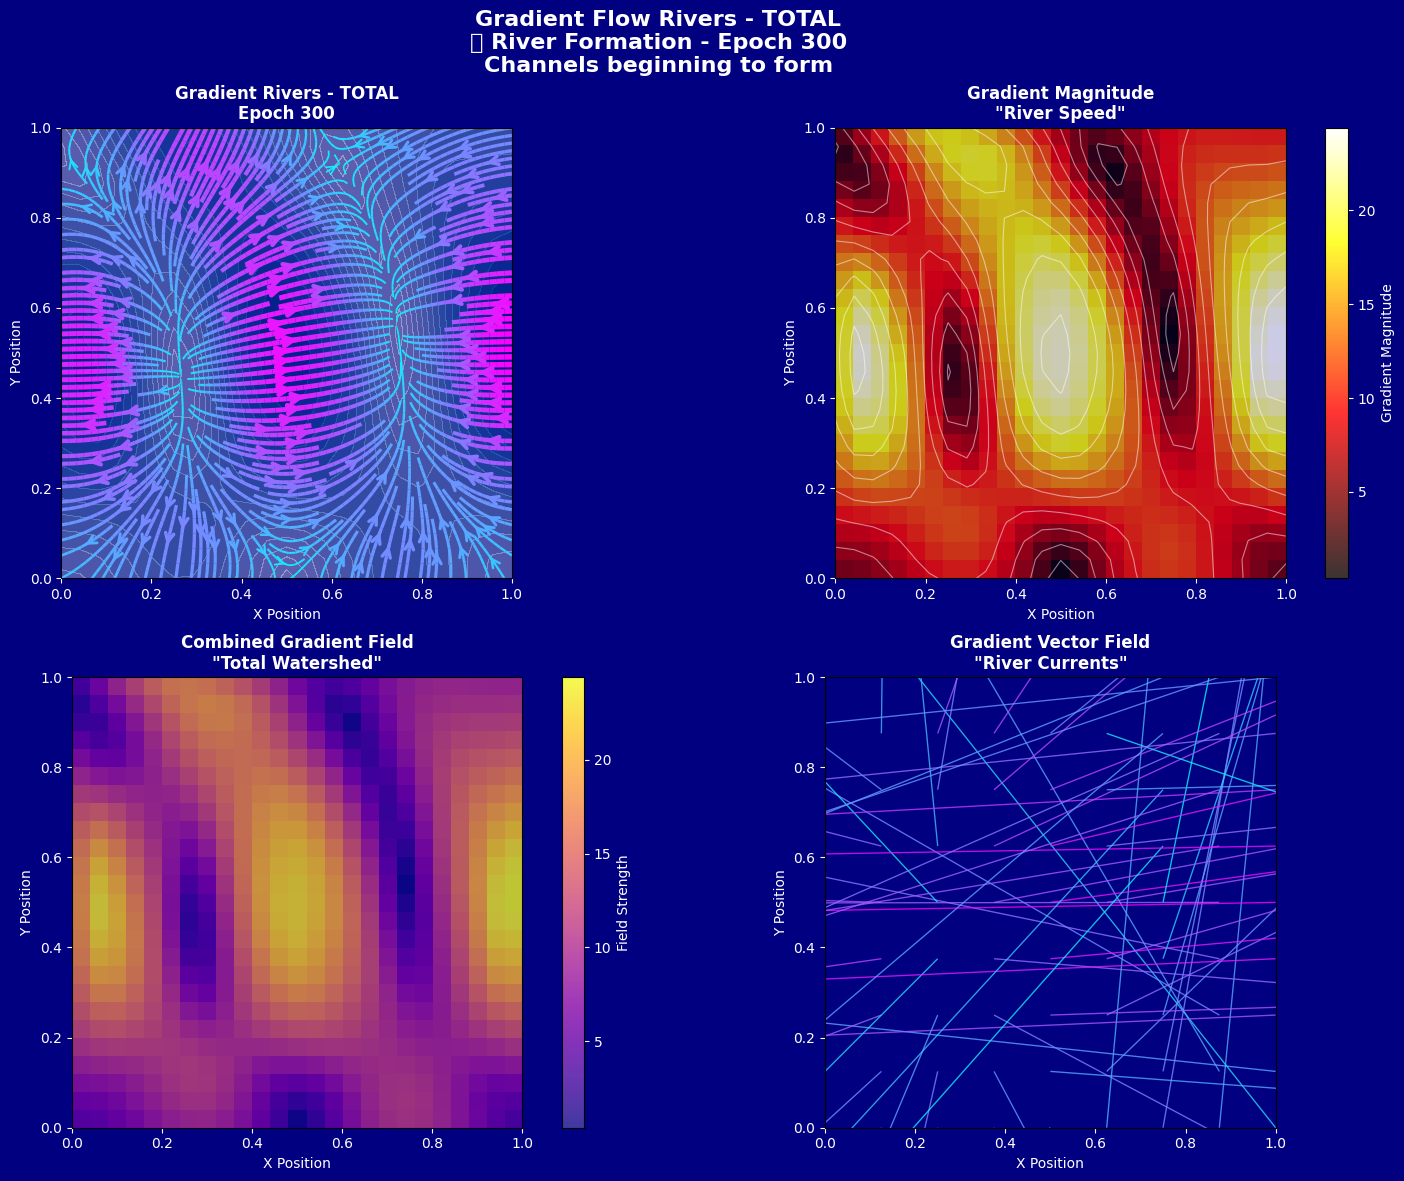 Gradient Flow Rivers - TOTAL
▯ River Formation - Epoch 300
Channels beginning to form
Gradient Rivers - TOTAL
Epoch 300
1.0
0.8
0.6
0.4
0.2
0.0
Y Position
0.0 0.2 0.4 0.6 0.8 1.0
X Position
Gradient Magnitude
"River Speed"
1.0
0.8
0.6
0.4
0.2
0.0
Y Position
0.0 0.2 0.4 0.6 0.8 1.0
X Position
20
15
10
5
Gradient Magnitude
Combined Gradient Field
"Total Watershed"
1.0
0.8
0.6
0.4
0.2
0.0
Y Position
0.0 0.2 0.4 0.6 0.8 1.0
X Position
20
15
10
5
Field Strength
Gradient Vector Field
"River Currents"
1.0
0.8
0.6
0.4
0.2
0.0
Y Position
0.0 0.2 0.4 0.6 0.8 1.0
X Position